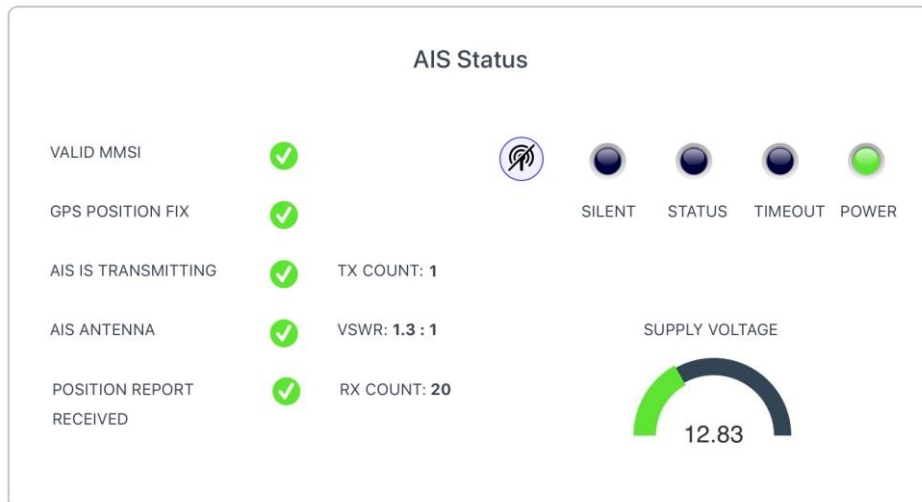 AIS Status
VALID MMSI
GPS POSITION FIX
SILENT STATUS TIMEOUT POWER
AIS IS TRANSMITTING TX COUNT: 1
AIS ANTENNA VSWR: 1.3 : 1
SUPPLY VOLTAGE
POSITION REPORT
RECEIVED
RX COUNT: 20
12.83